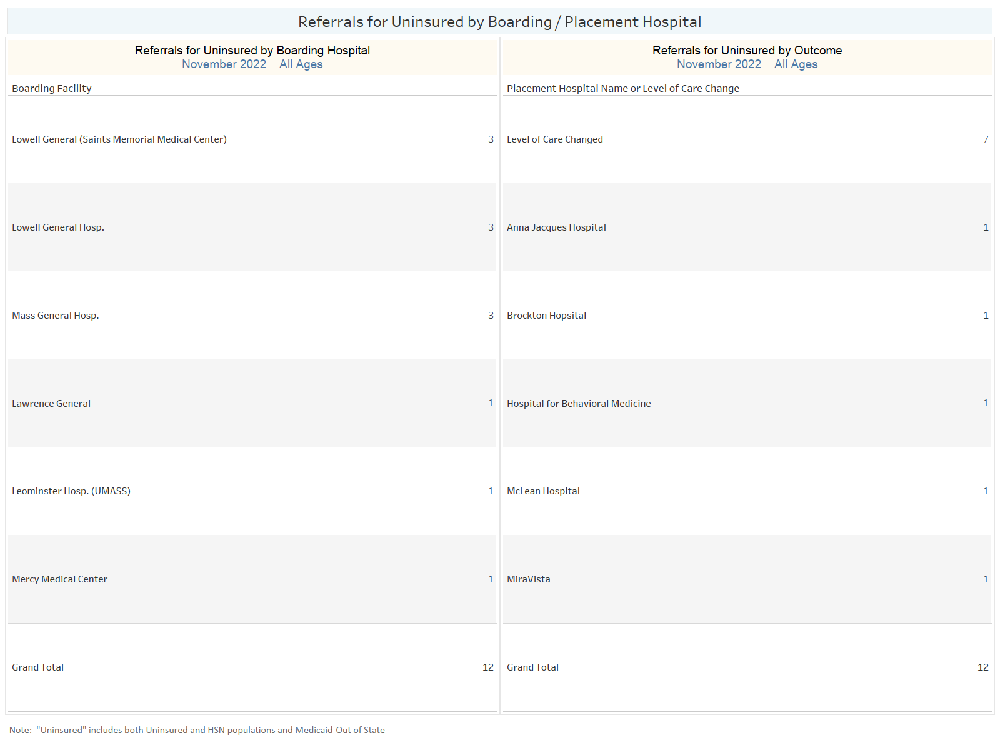 Referrals for Uninsured by Boarding / Placement Hospital
Referrals for Uninsured by Boarding Hospital
November 2022 All Ages
Boarding Facility
Lowell General (Saints Memorial Medical Center) 3
Lowell General Hosp. 3
Mass General Hosp. 3
Lawrence General 1
Leominster Hosp. (UMASS) 1
Mercy Medical Center 1
Grand Total 12
Referrals for Uninsured by Outcome
November 2022 All Ages
Placement Hospital Name or Level of Care Change
Level of Care Changed 7
Anna Jacques Hospital 1
Brockton Hopsital 1
Hospital for Behavioral Medicine 1
McLean Hospital 1
MiraVista 1
Grand Total 12
Note: "Uninsured" includes both Uninsured and HSN populations and Medicaid-Out of State